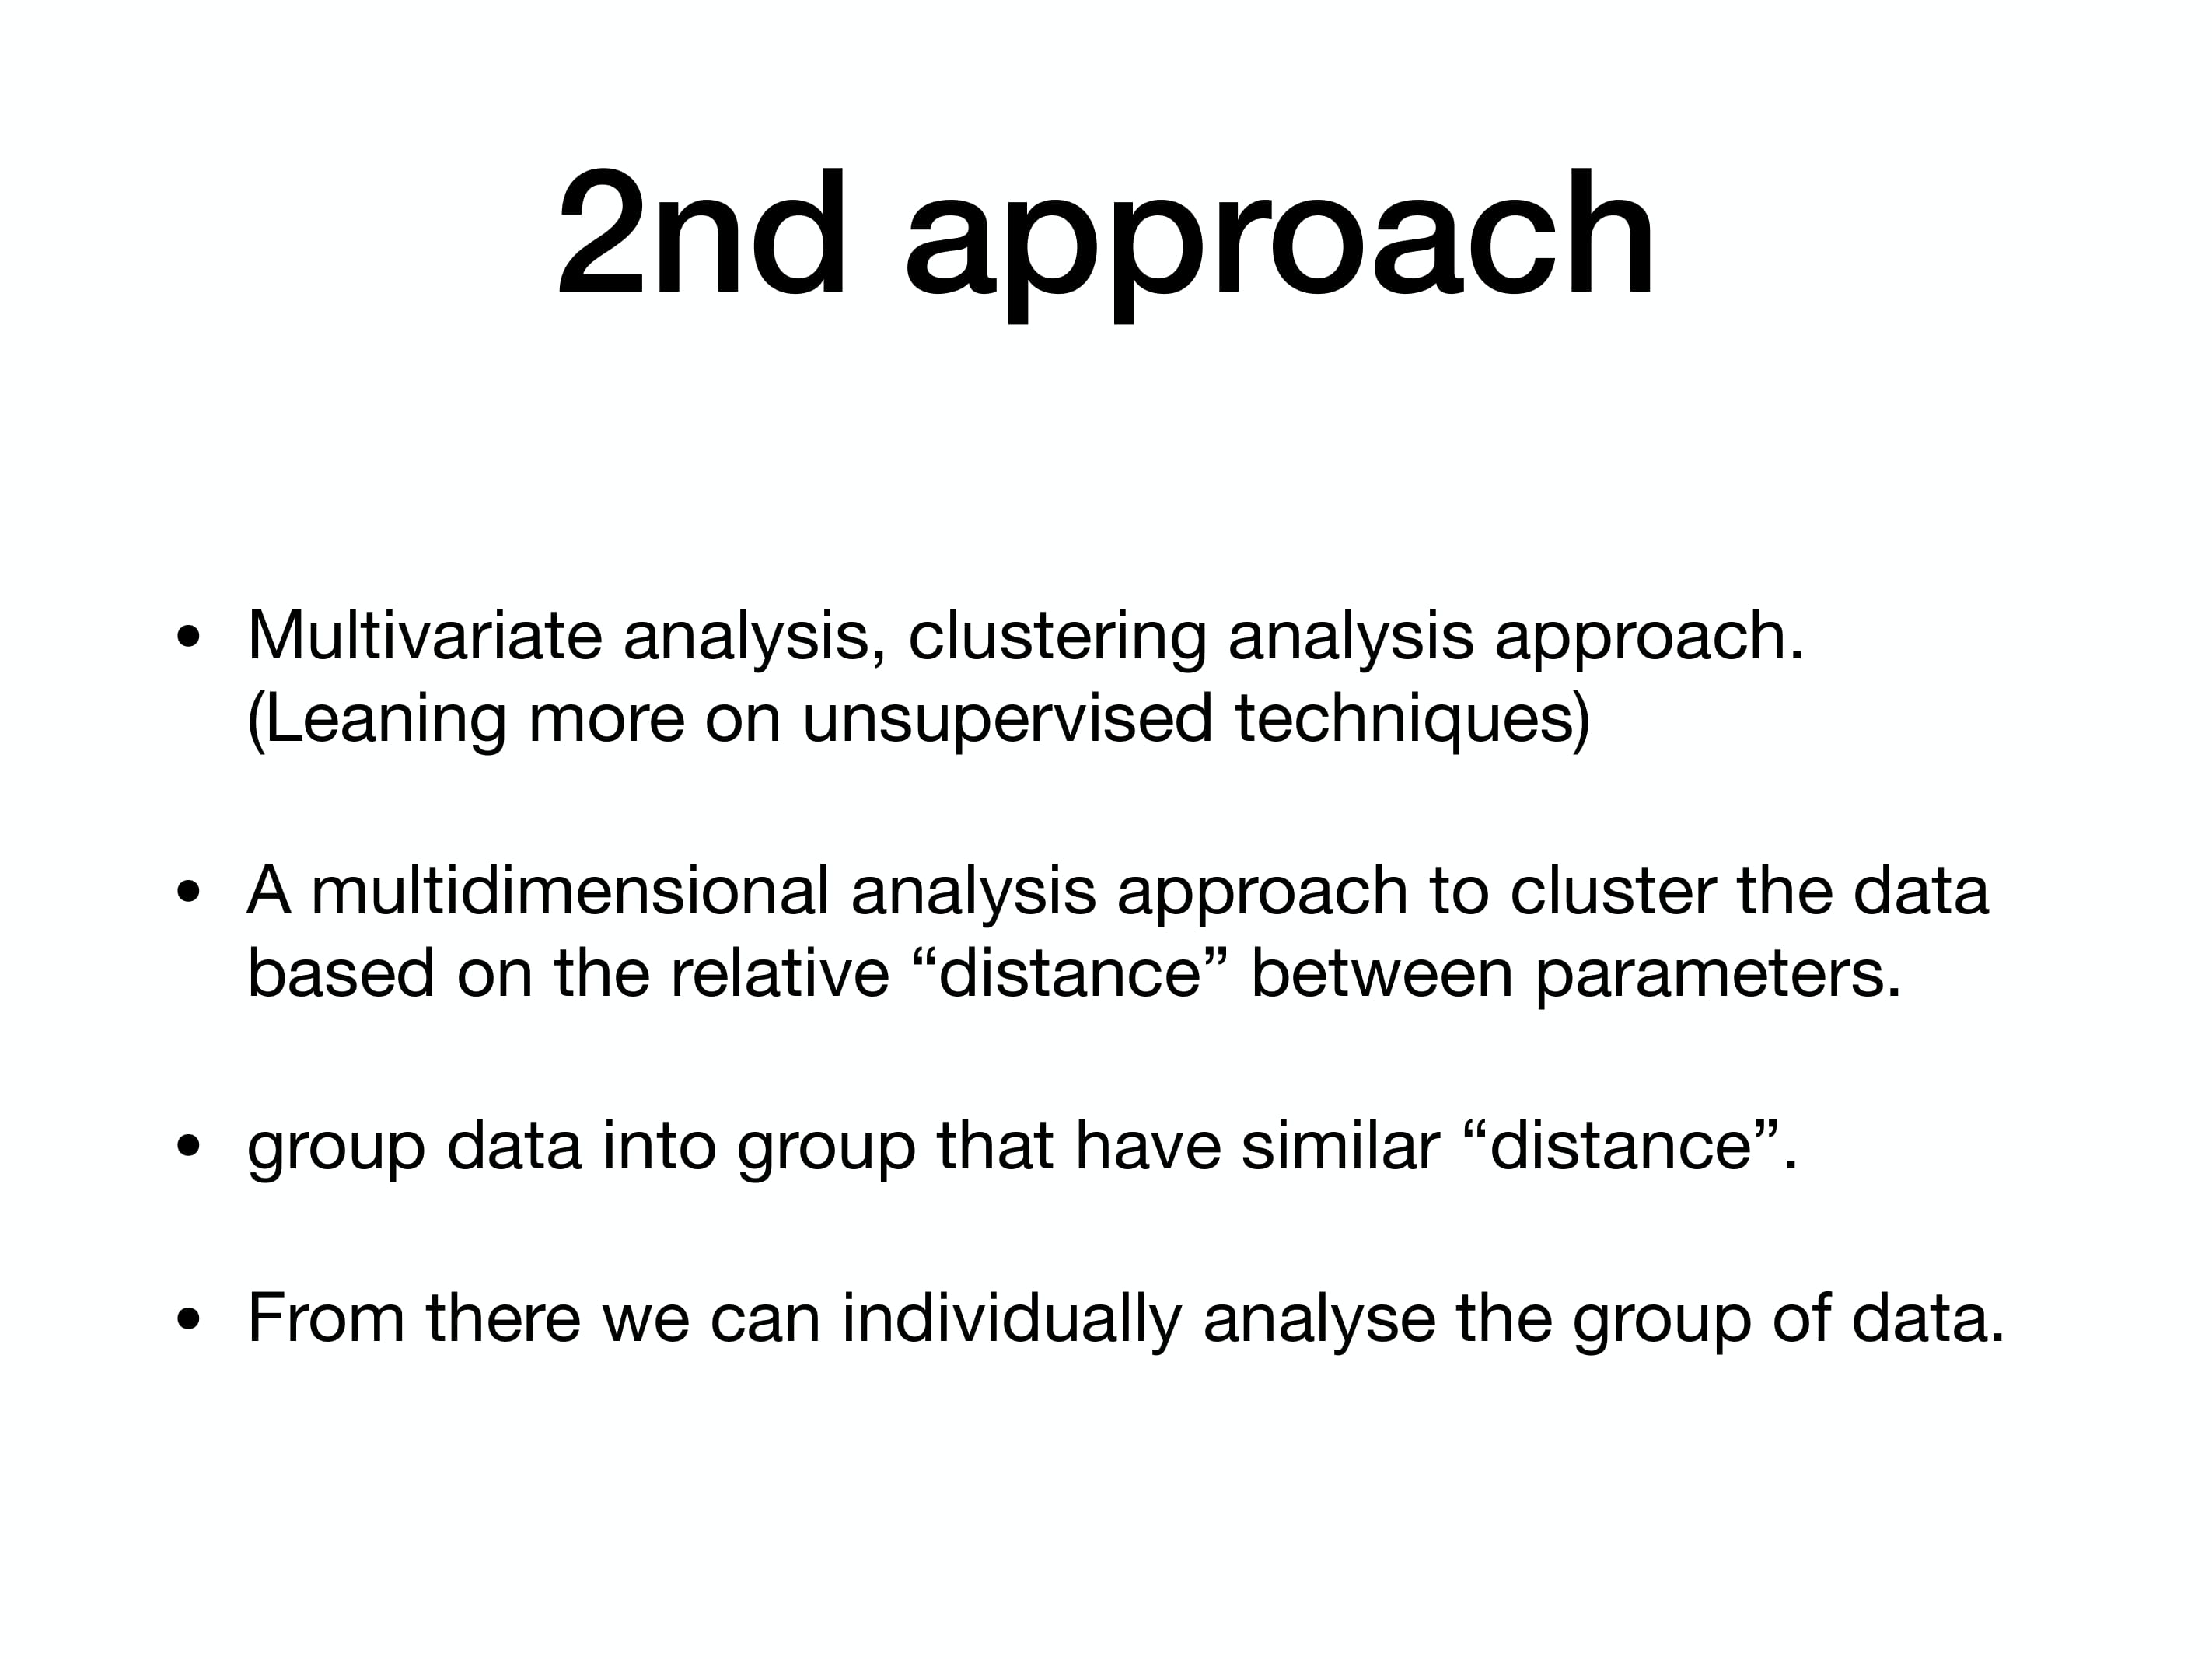 2nd approach
• Multivariate analysis, clustering analysis approach.
(Leaning more on unsupervised techniques)
• A multidimensional analysis approach to cluster the data
based on the relative “distance” between parameters.
• group data into group that have similar “distance”.
• From there we can individually analyse the group of data.